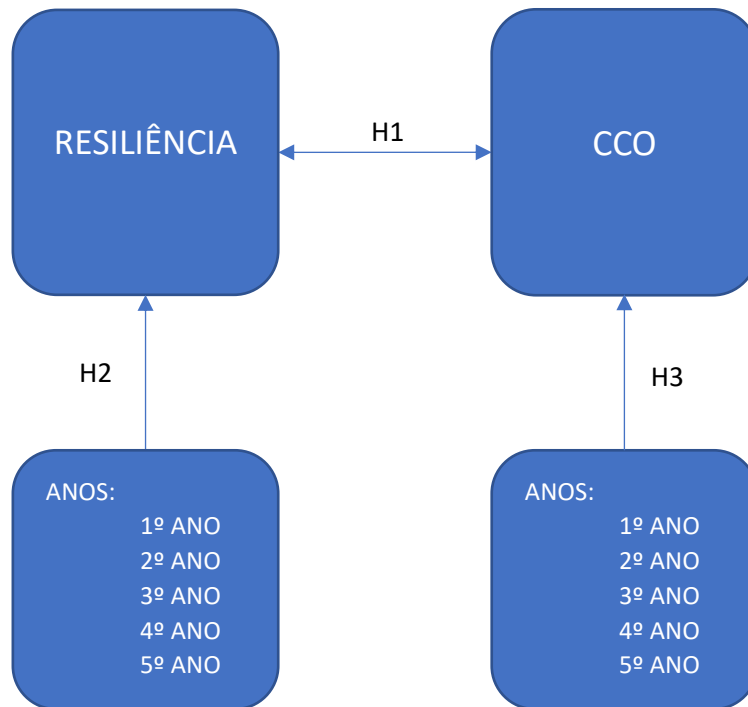 RESILIÊNCIA
H1
CCO
H2
H3
ANOS:
1º ANO
2º ANO
3º ANO
4º ANO
5º ANO
ANOS:
1º ANO
2º ANO
3º ANO
4º ANO
5º ANO